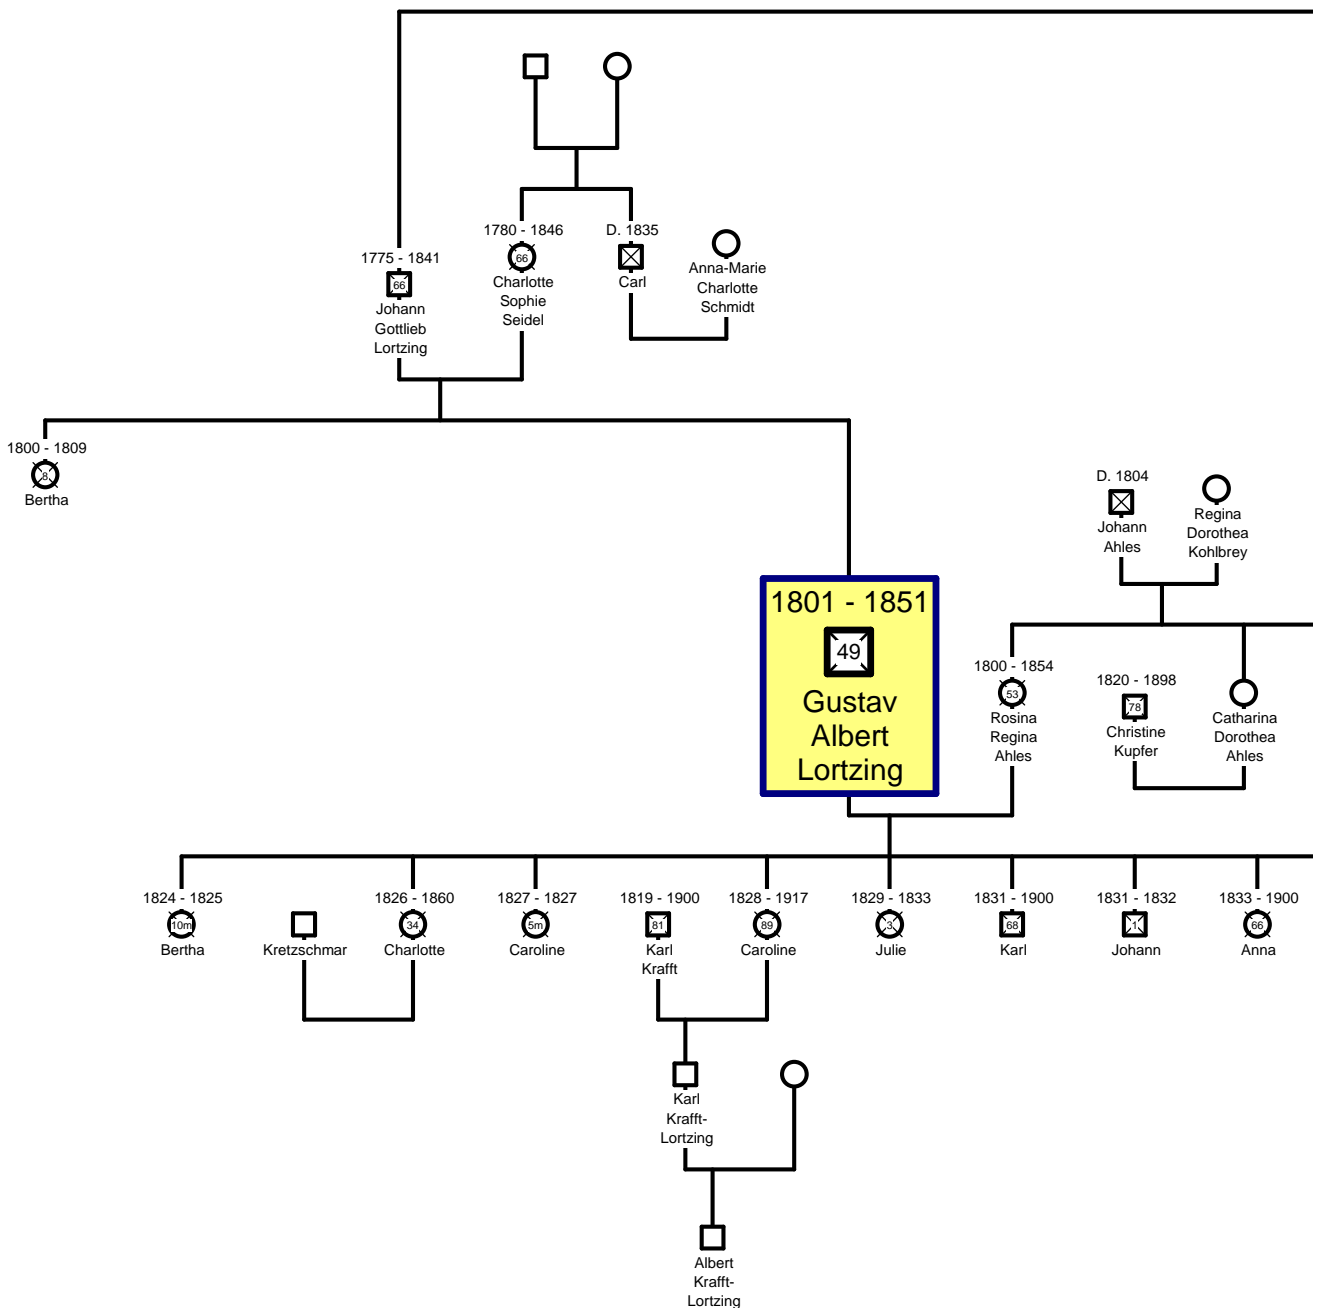 1780 - 1846
D. 1835
1775 - 1841
66
Charlotte
Sophie
Seidel
Carl
Anna-Marie
Charlotte
Schmidt
66
Johann
Gottlieb
Lortzing
1800 - 1809
8
Bertha
D. 1804
Johann
Ahles
Regina
Dorothea
Kohlbrey
1801 - 1851
49
Gustav
Albert
Lortzing
1800 - 1854
53
Rosina
Regina
Ahles
1820 - 1898
78
Christine
Kupfer
Catharina
Dorothea
Ahles
1824 - 1825
10m
Bertha
Kretzschmar
1826 - 1860
34
Charlotte
1827 - 1827
5m
Caroline
1819 - 1900
81
Karl
Krafft
1828 - 1917
89
Caroline
1829 - 1833
3
Julie
1831 - 1900
68
Karl
1831 - 1832
1
Johann
1833 - 1900
66
Anna
Karl
Krafft-
Lortzing
Albert
Krafft-
Lortzing